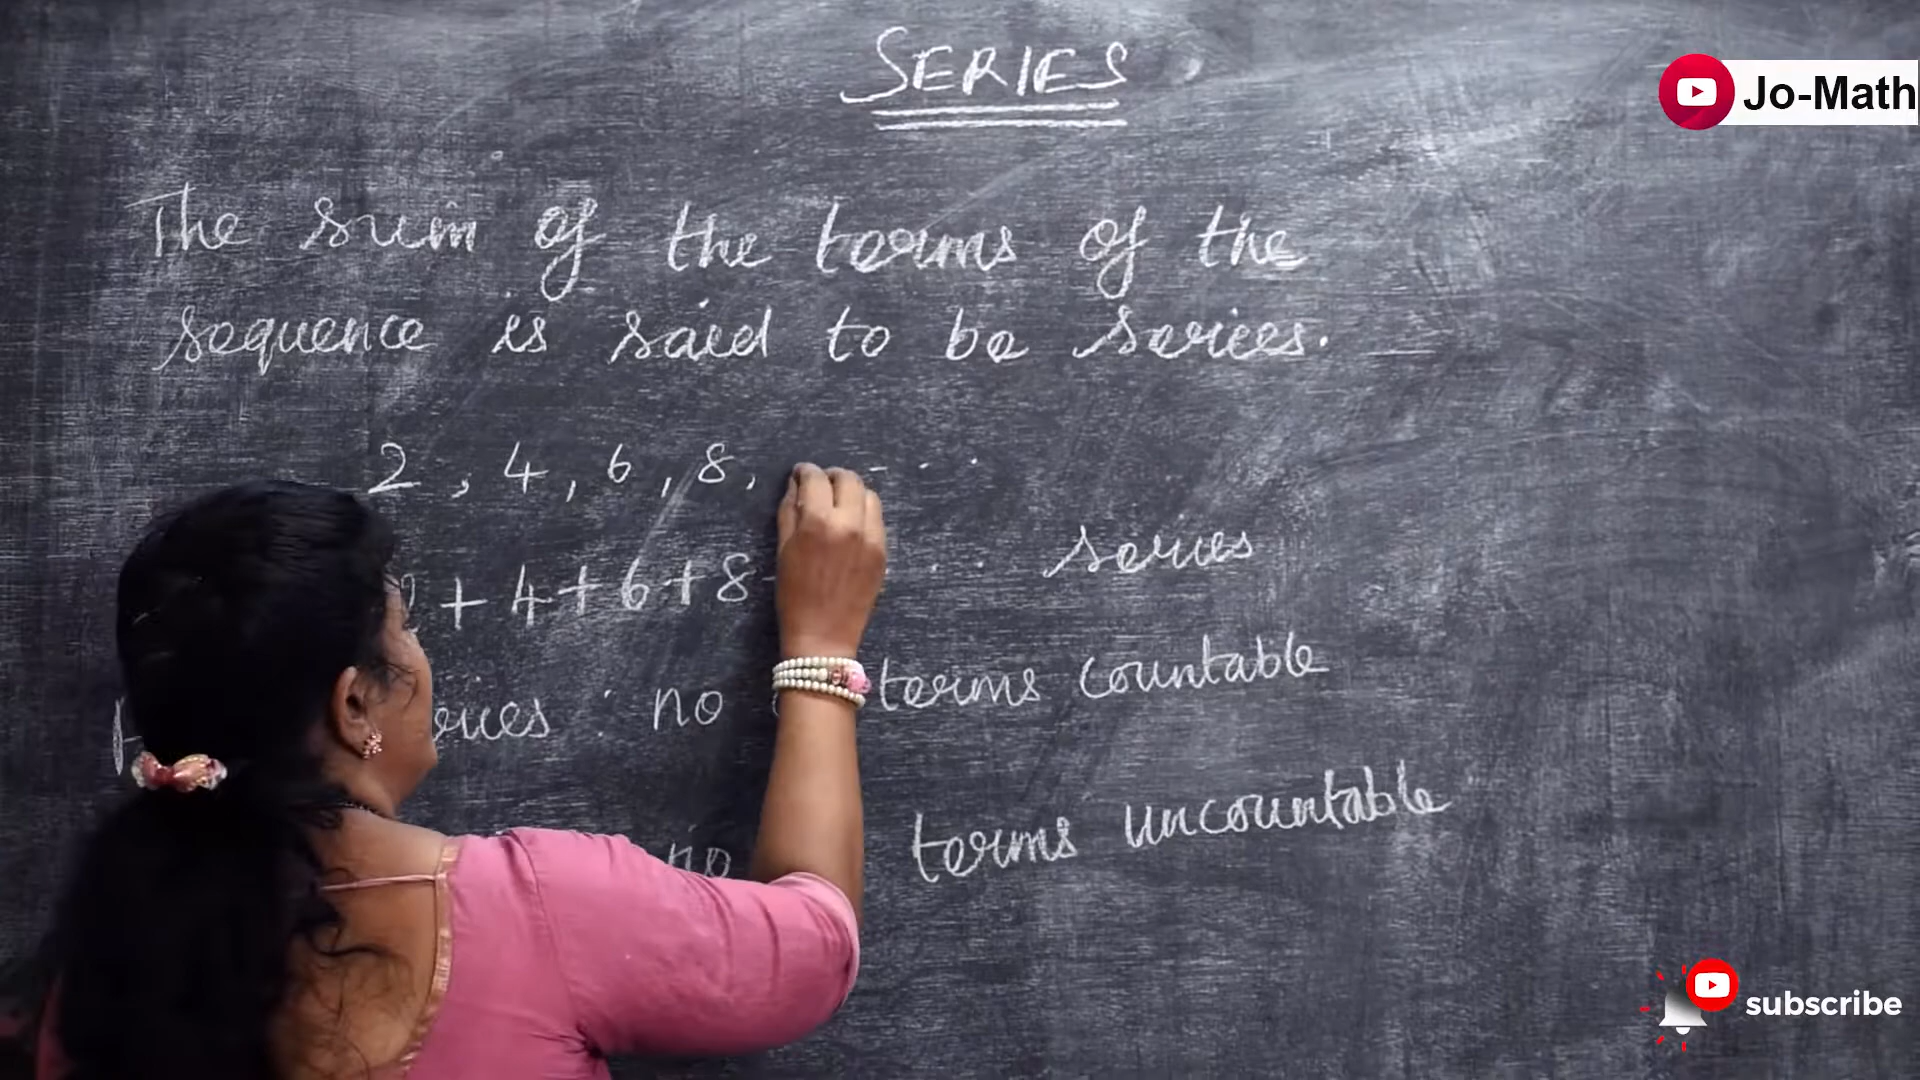 SERIES
Jo-Math
The sum of the terms of the
sequence is said to be series.
2, 4, 6, 8, ...
+ 4 + 6 + 8 ... series
: no terms countable
no terms uncountable
subscribe